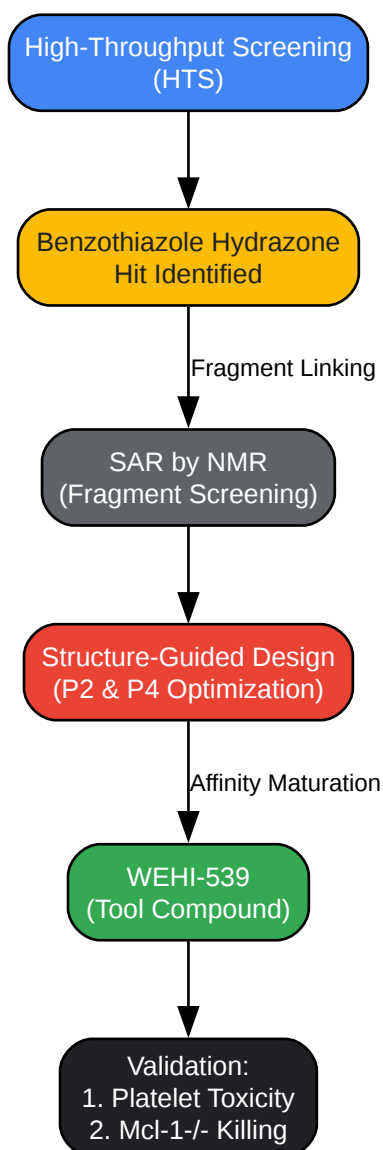 High-Throughput Screening
(HTS)
Benzothiazole Hydrazone
Hit Identified
Fragment Linking
SAR by NMR
(Fragment Screening)
Structure-Guided Design
(P2 & P4 Optimization)
Affinity Maturation
WEHI-539
(Tool Compound)
Validation:
1. Platelet Toxicity
2. Mcl-1-/- Killing